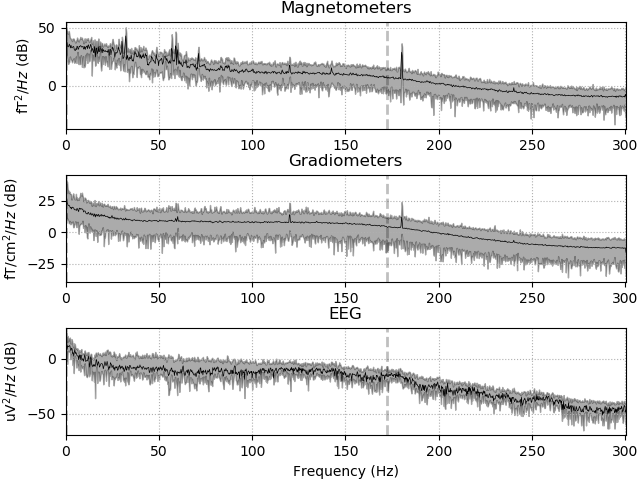 Magnetometers
fT²/Hz (dB)
50
0
0 50 100 150 200 250 300
Gradiometers
fT/cm²/Hz (dB)
25
0
−25
0 50 100 150 200 250 300
EEG
uV²/Hz (dB)
0
−50
0 50 100 150 200 250 300
Frequency (Hz)